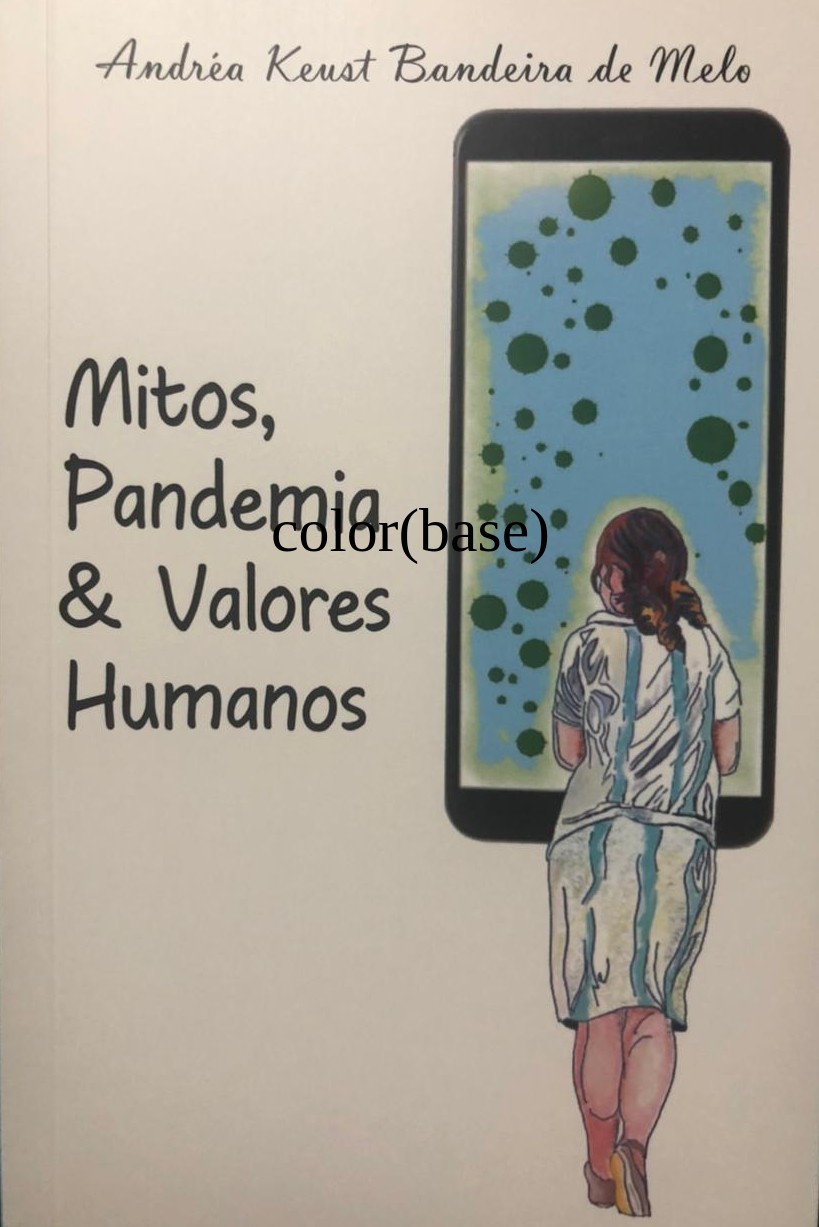 Andréa Keust Bandeira de Melo
Mitos,
Pandemia
color(base)
& Valores
Humanos